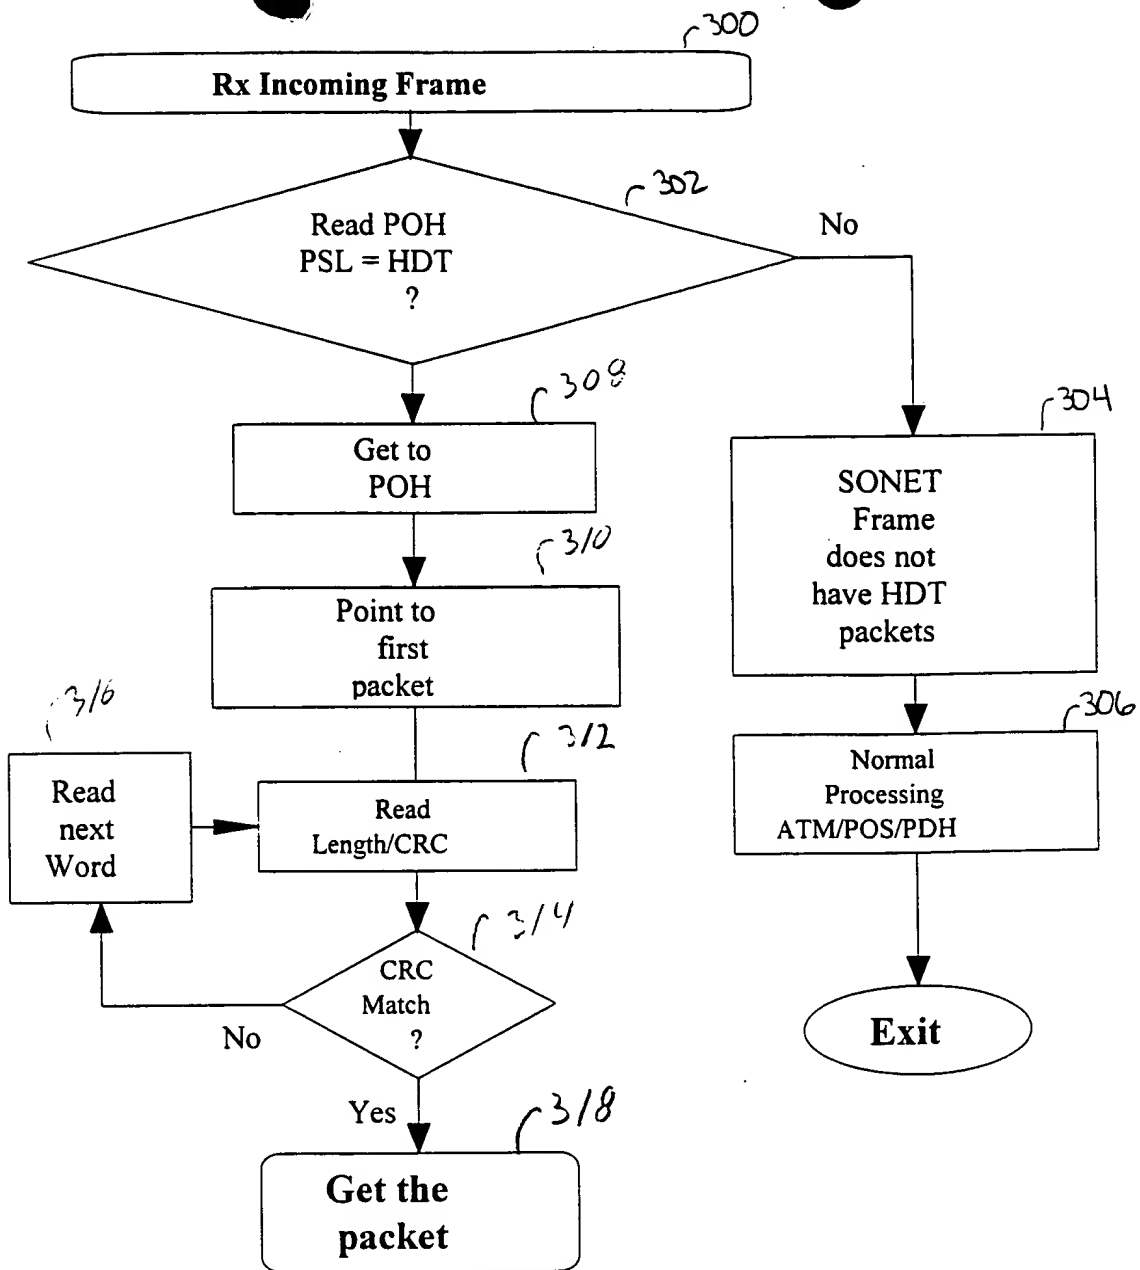 300
Rx Incoming Frame
302
Read POH
PSL = HDT
?
No
308
Get to
POH
304
SONET
Frame
does not
have HDT
packets
310
Point to
first
packet
306
Normal
Processing
ATM/POS/PDH
316
Read
next
Word
312
Read
Length/CRC
314
CRC
Match
?
No
Yes
Exit
318
Get the
packet